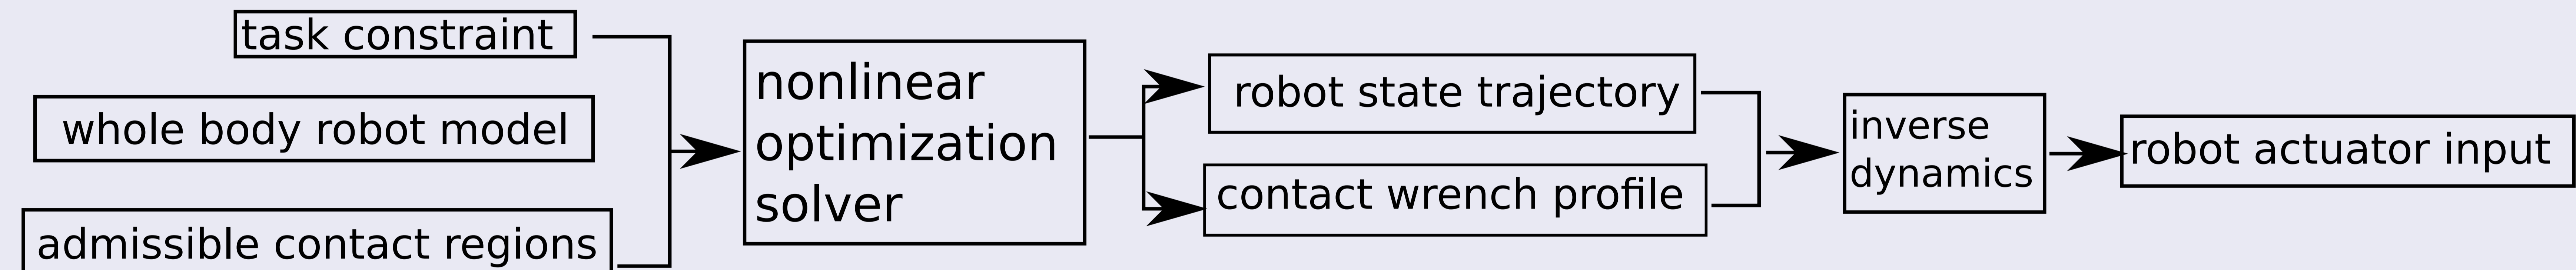 task constraint
whole body robot model
admissible contact regions
nonlinear
optimization
solver
robot state trajectory
contact wrench profile
inverse
dynamics
robot actuator input